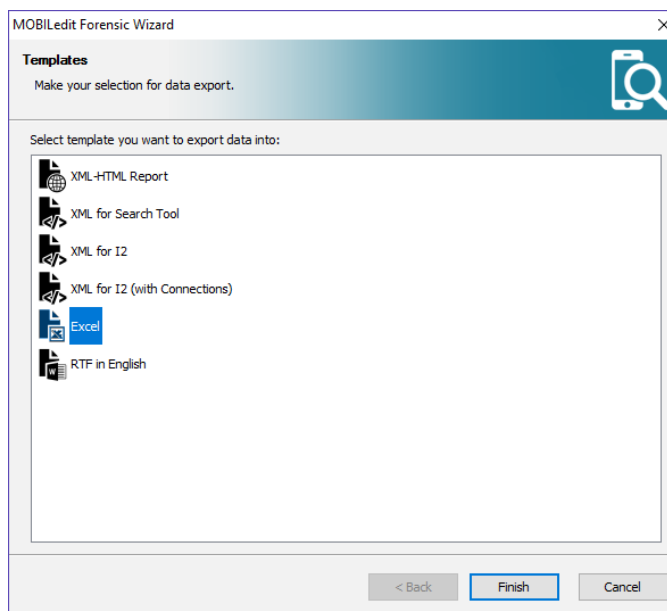 MOBILedit Forensic Wizard
Templates
Make your selection for data export.
Select template you want to export data into:
XML-HTML Report
XML for Search Tool
XML for I2
XML for I2 (with Connections)
Excel
RTF in English
< Back
Finish
Cancel